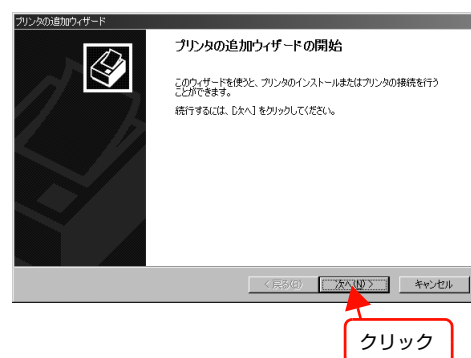 プリンタの追加ウィザード
プリンタの追加ウィザードの開始
このウィザードを使うと、プリンタのインストールまたはプリンタの接続を行う
ことができます。
続行するには、[次へ] をクリックしてください。
< 戻る(B)
次へ(N) >
キャンセル
クリック